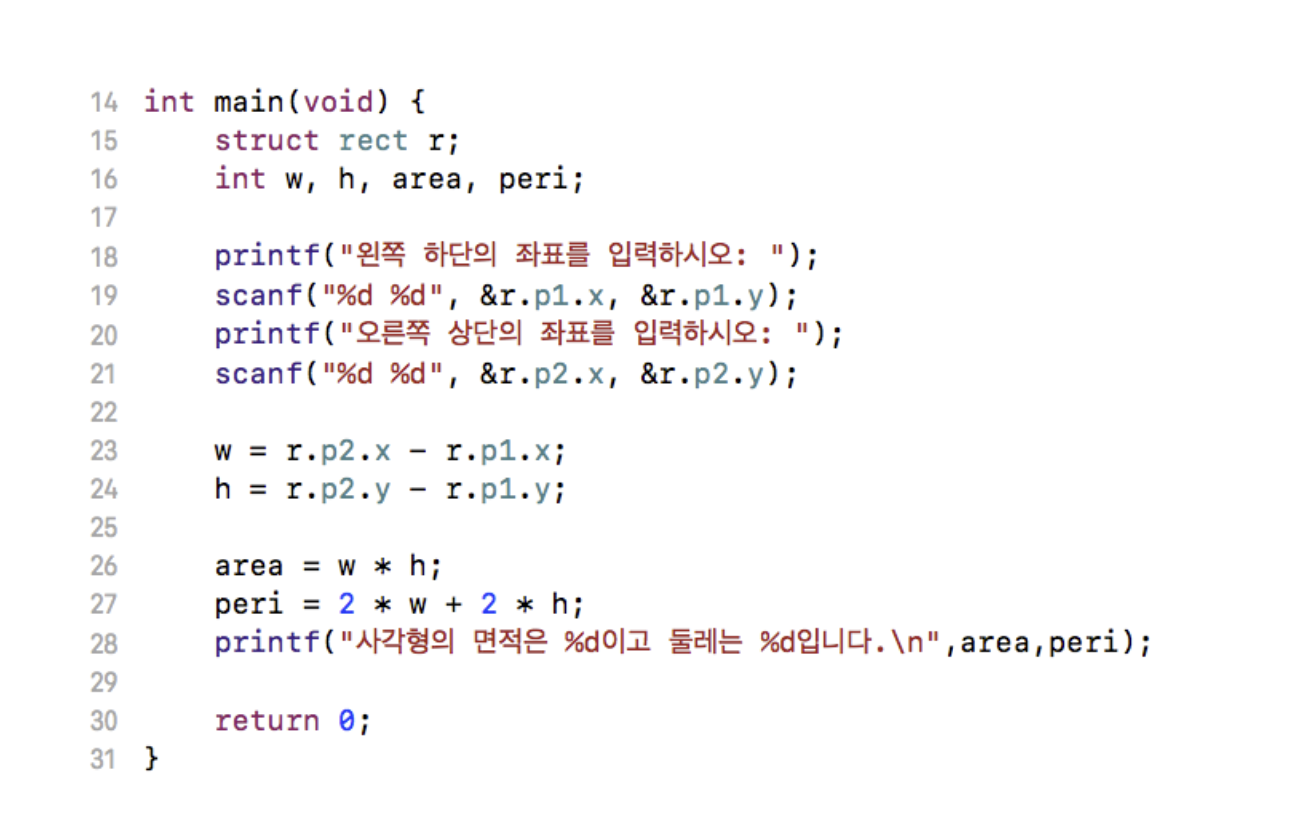 14 int main(void) {
15     struct rect r;
16     int w, h, area, peri;
17
18     printf("왼쪽 하단의 좌표를 입력하시오: ");
19     scanf("%d %d", &r.p1.x, &r.p1.y);
20     printf("오른쪽 상단의 좌표를 입력하시오: ");
21     scanf("%d %d", &r.p2.x, &r.p2.y);
22
23     w = r.p2.x - r.p1.x;
24     h = r.p2.y - r.p1.y;
25
26     area = w * h;
27     peri = 2 * w + 2 * h;
28     printf("사각형의 면적은 %d이고 둘레는 %d입니다.\n",area,peri);
29
30     return 0;
31 }